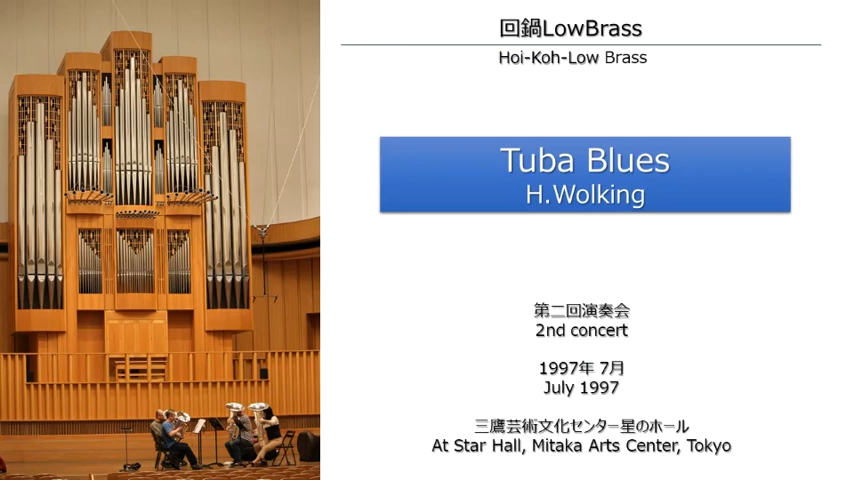 回鍋LowBrass
Hoi-Koh-Low Brass
Tuba Blues
H.Wolking
第二回演奏会
2nd concert
1997年 7月
July 1997
三鷹芸術文化センター星のホール
At Star Hall, Mitaka Arts Center, Tokyo